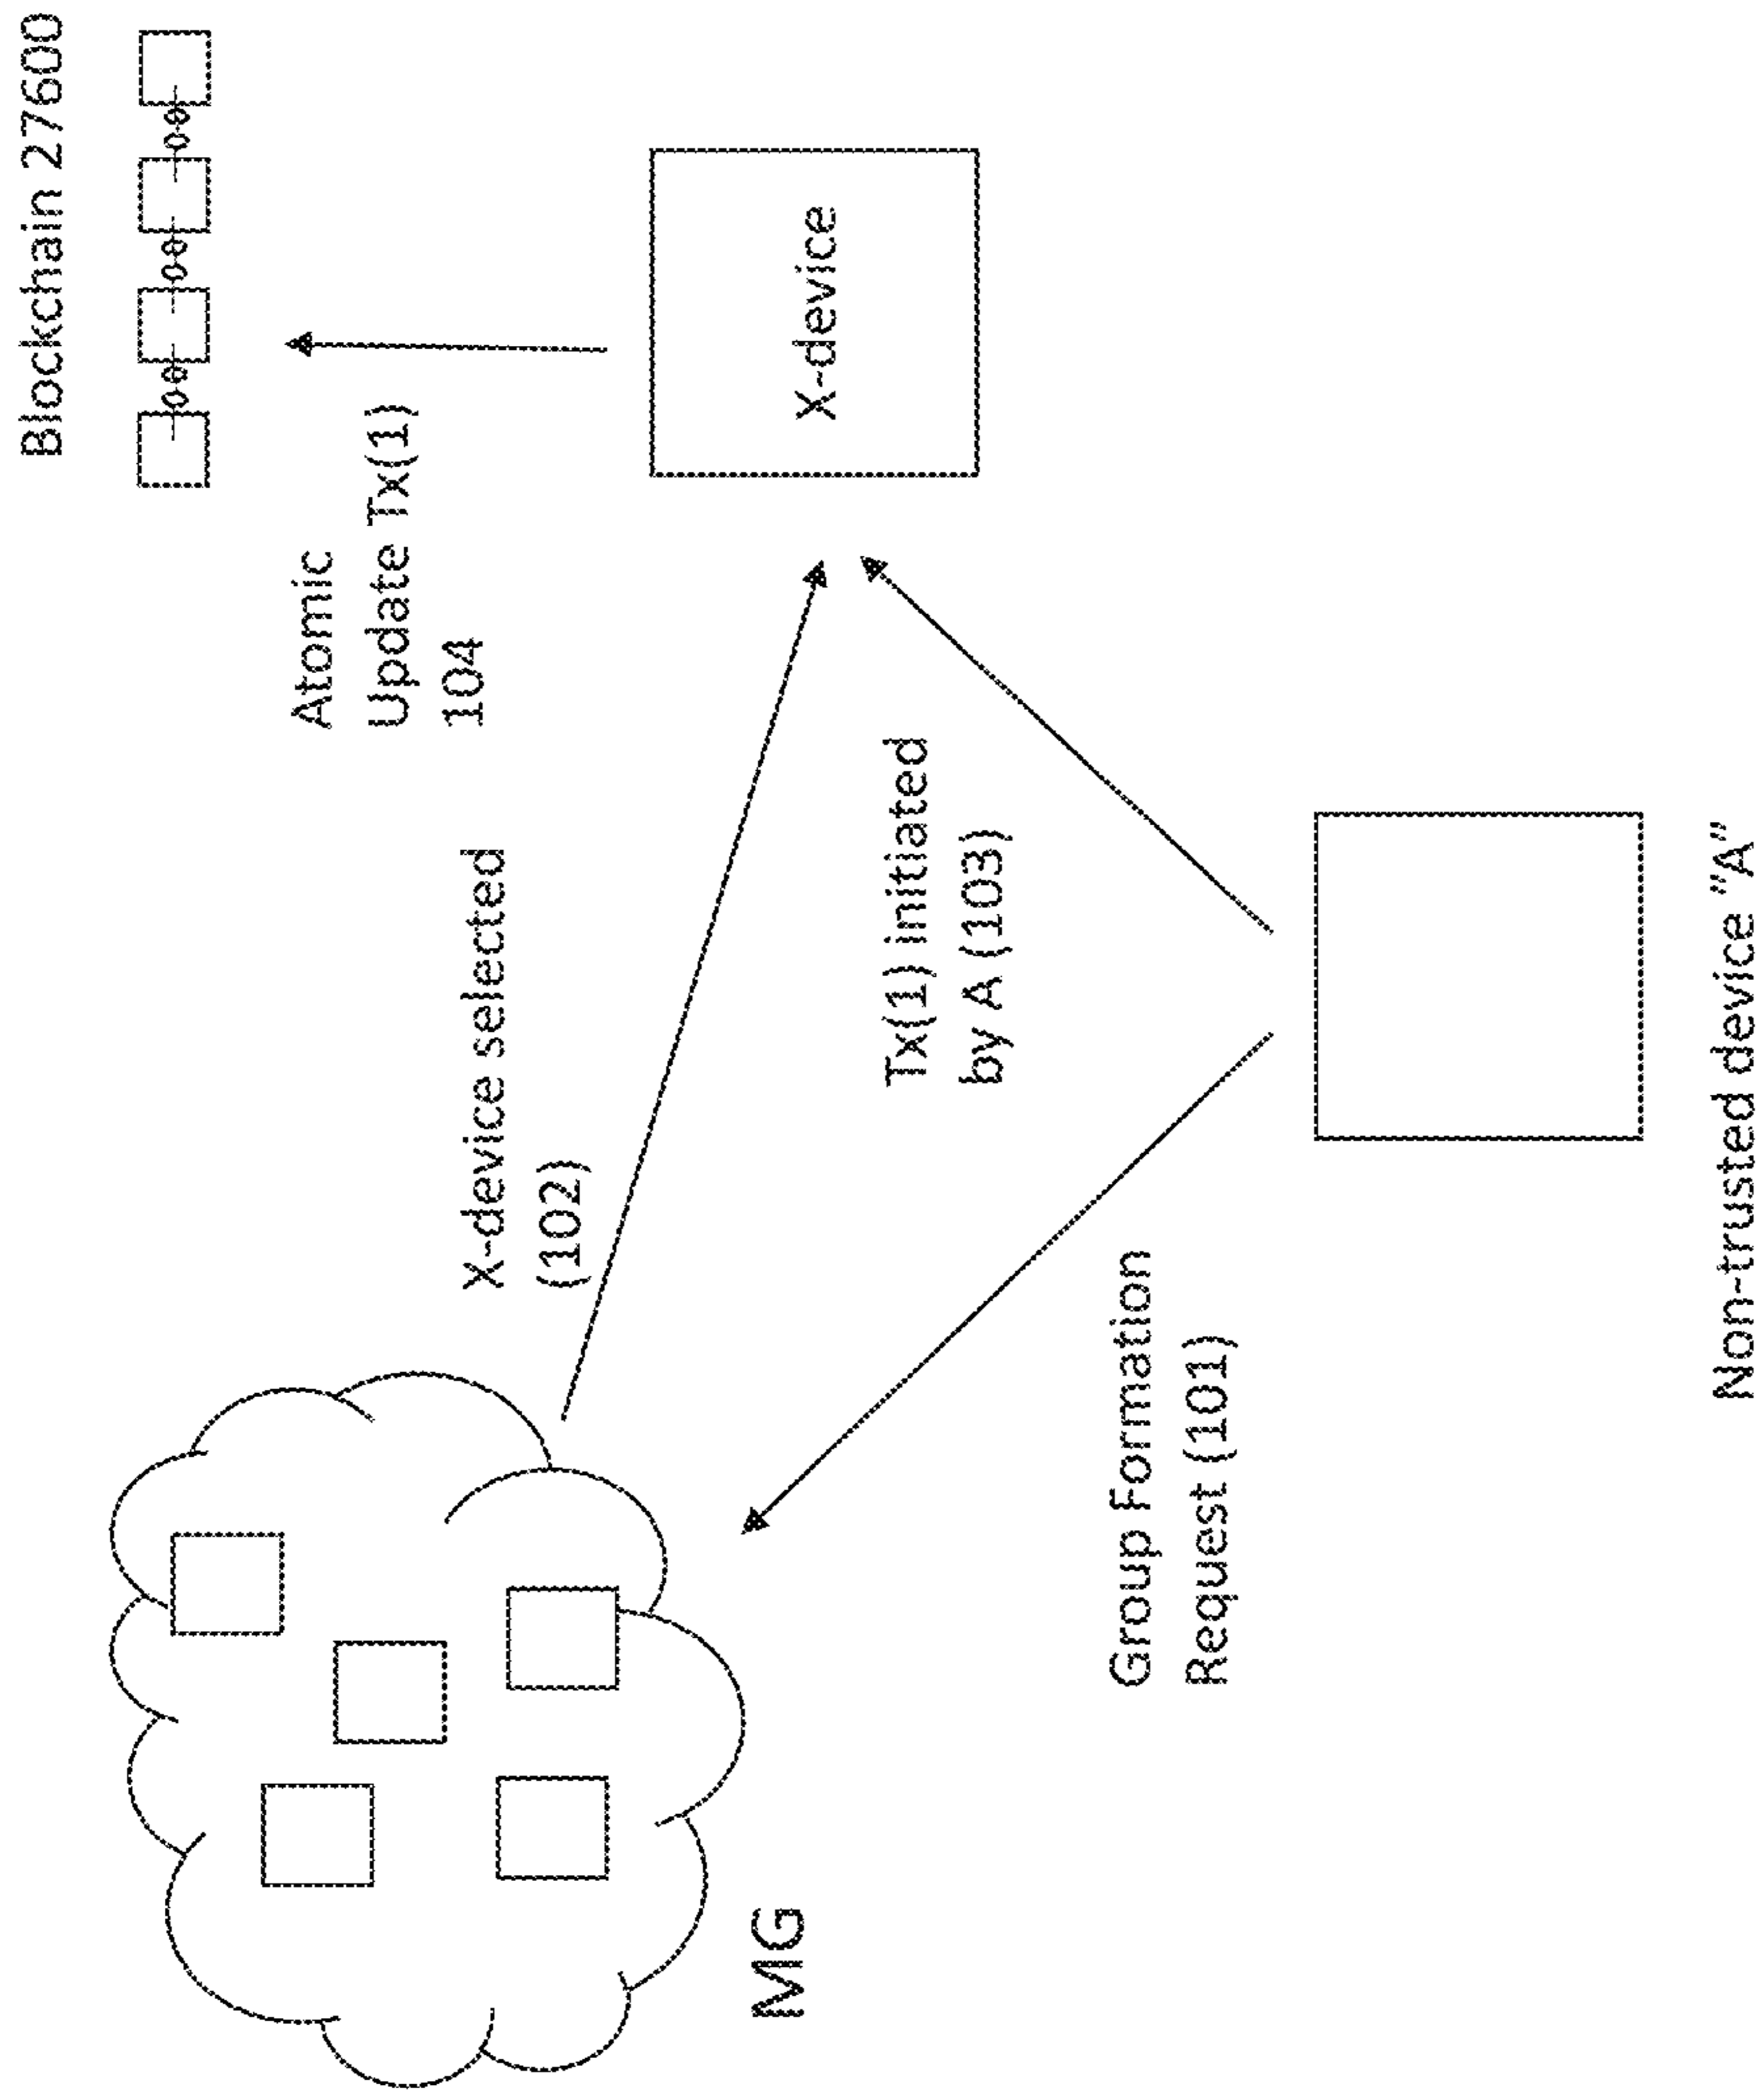 Blockchain 27600
Atomic
Update Tx(1)
104
X-device selected
(102)
X-device
MG
Tx(1) initiated
by A (103)
Group Formation
Request (101)
Non-trusted device "A"